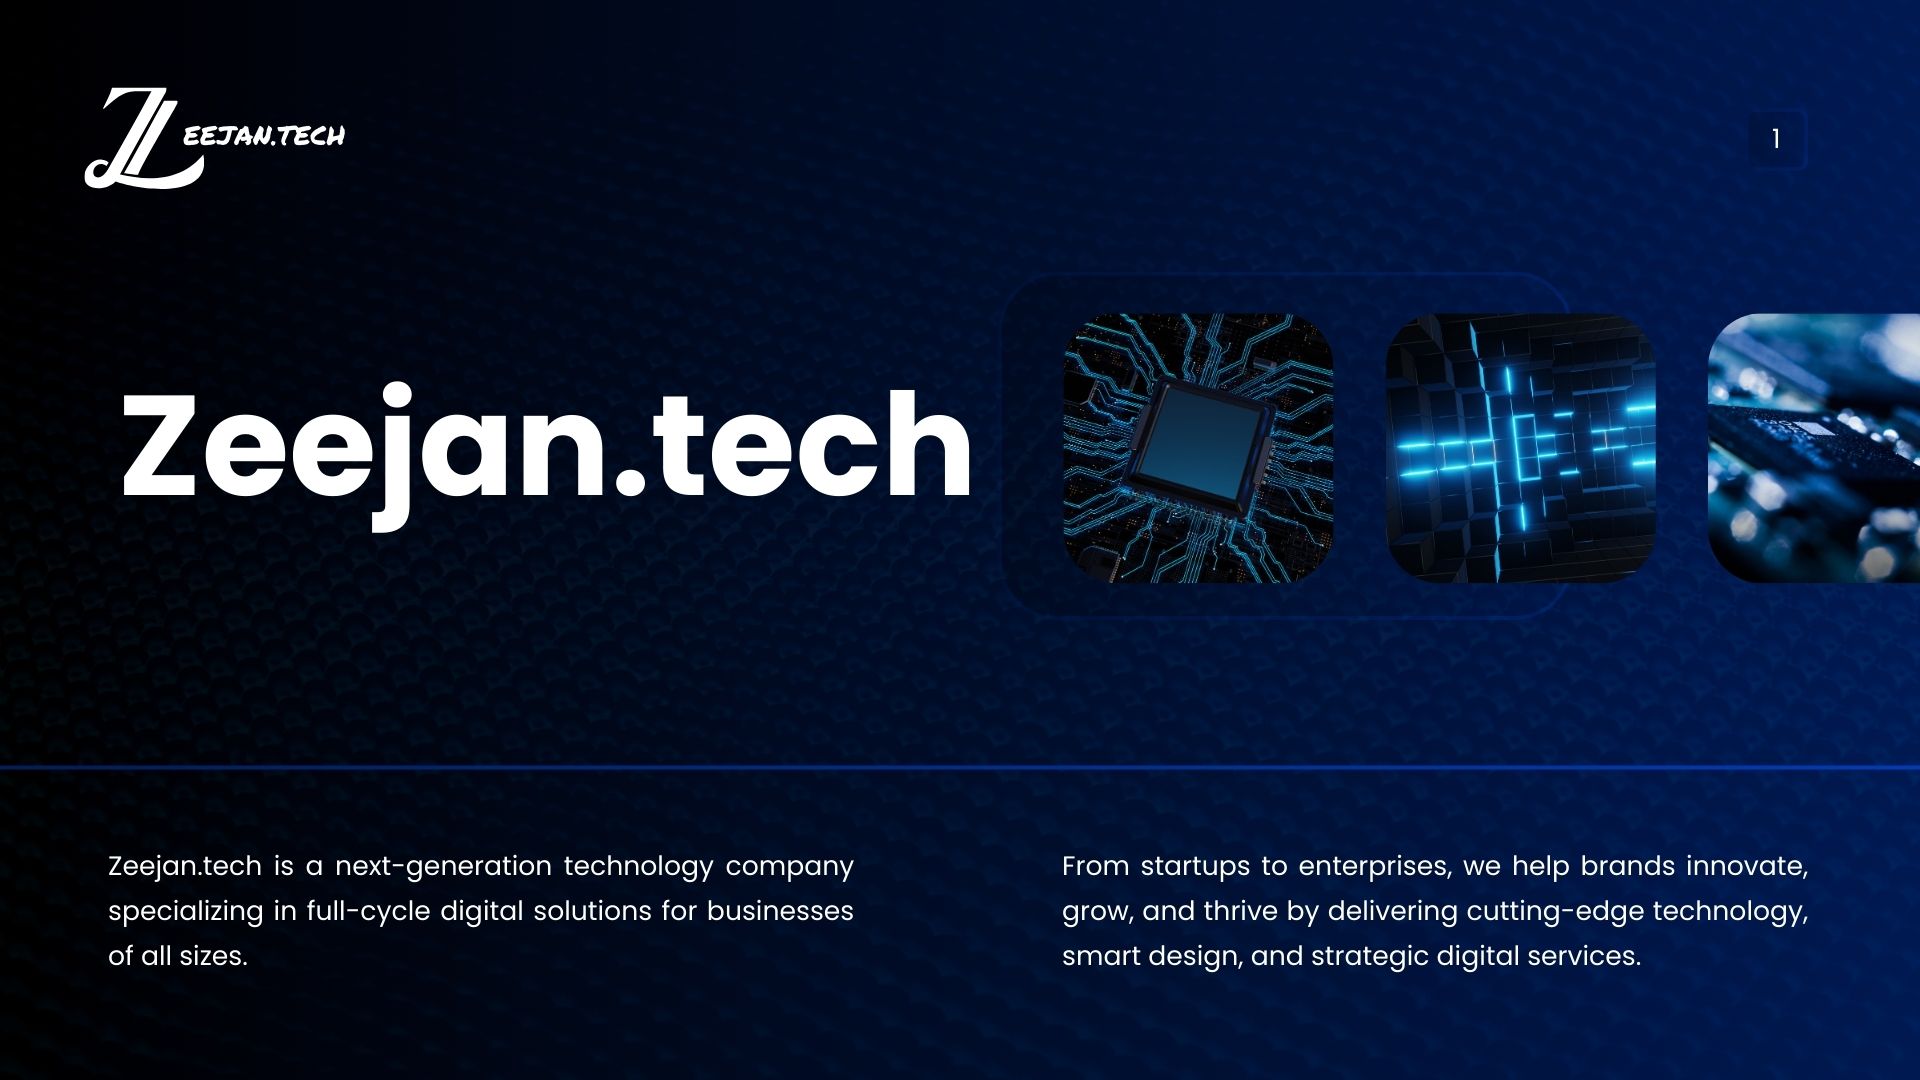 ZEEJAN.TECH
1
Zeejan.tech
Zeejan.tech is a next-generation technology company
specializing in full-cycle digital solutions for businesses
of all sizes.
From startups to enterprises, we help brands innovate,
grow, and thrive by delivering cutting-edge technology,
smart design, and strategic digital services.